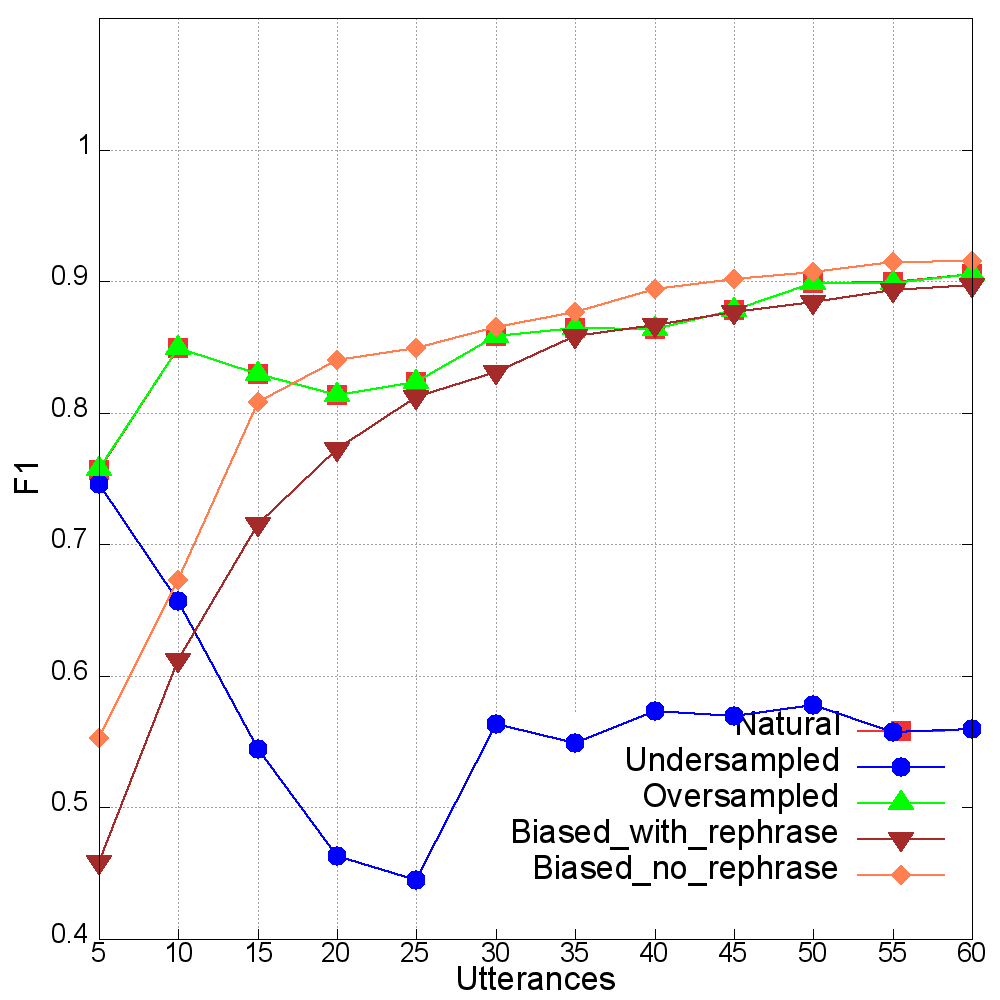 1
0.9
0.8
0.7
0.6
0.5
0.4
F1
Natural
Undersampled
Oversampled
Biased_with_rephrase
Biased_no_rephrase
5 10 15 20 25 30 35 40 45 50 55 60
Utterances